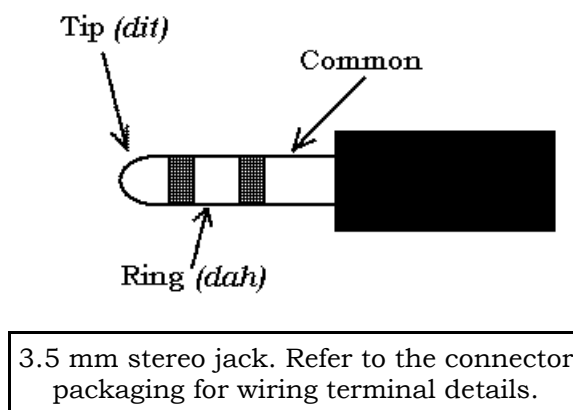 Tip (dit)
Common
Ring (dah)
3.5 mm stereo jack. Refer to the connector
packaging for wiring terminal details.